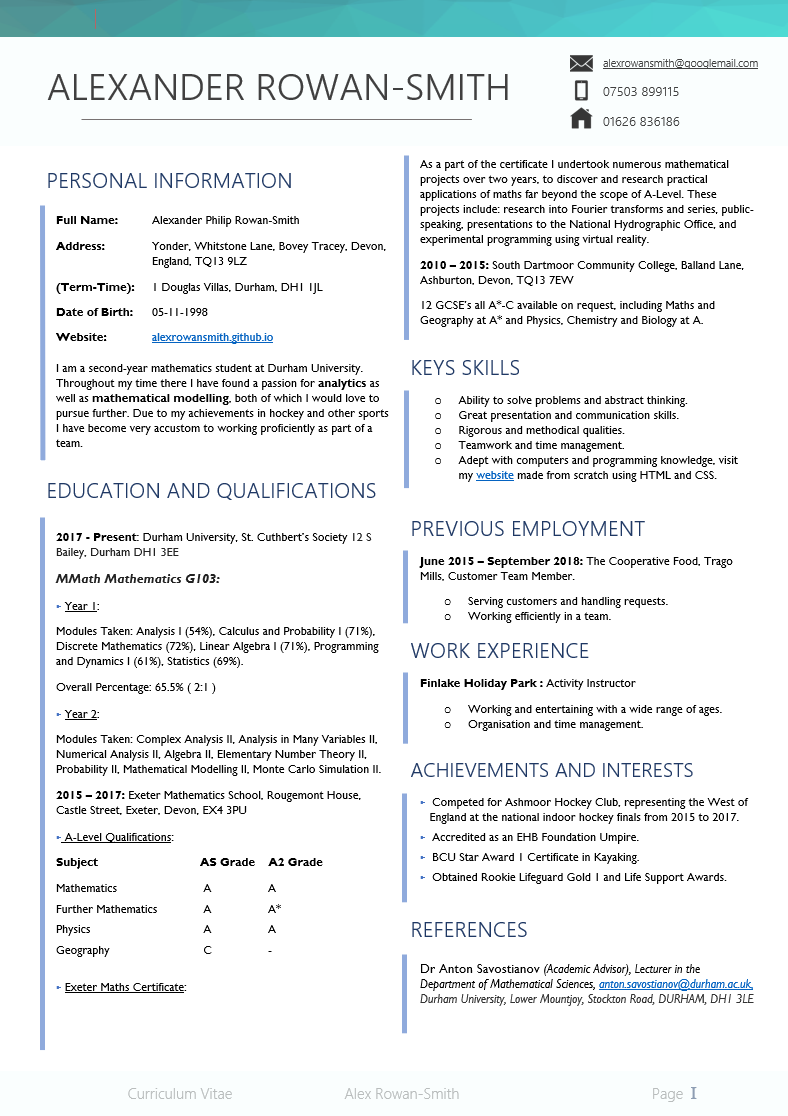 ALEXANDER ROWAN-SMITH
alexrowansmith@googlemail.com
07503 899115
01626 836186
PERSONAL INFORMATION
Full Name: Alexander Philip Rowan-Smith
Address: Yonder, Whitstone Lane, Bovey Tracey, Devon,
England, TQ13 9LZ
(Term-Time): 1 Douglas Villas, Durham, DH1 1JL
Date of Birth: 05-11-1998
Website: alexrowansmith.github.io
I am a second-year mathematics student at Durham University.
Throughout my time there I have found a passion for analytics as
well as mathematical modelling, both of which I would love to
pursue further. Due to my achievements in hockey and other sports
I have become very accustom to working proficiently as part of a
team.
EDUCATION AND QUALIFICATIONS
2017 - Present: Durham University, St. Cuthbert's Society 12 S
Bailey, Durham DH1 3EE
MMath Mathematics G103:
► Year 1:
Modules Taken: Analysis I (54%), Calculus and Probability I (71%),
Discrete Mathematics (72%), Linear Algebra I (71%), Programming
and Dynamics I (61%), Statistics (69%).
Overall Percentage: 65.5% ( 2:1 )
► Year 2:
Modules Taken: Complex Analysis II, Analysis in Many Variables II,
Numerical Analysis II, Algebra II, Elementary Number Theory II,
Probability II, Mathematical Modelling II, Monte Carlo Simulation II.
2015 – 2017: Exeter Mathematics School, Rougemont House,
Castle Street, Exeter, Devon, EX4 3PU
► A-Level Qualifications:
Subject AS Grade A2 Grade
Mathematics A A
Further Mathematics A A*
Physics A A
Geography C -
► Exeter Maths Certificate:
As a part of the certificate I undertook numerous mathematical
projects over two years, to discover and research practical
applications of maths far beyond the scope of A-Level. These
projects include: research into Fourier transforms and series, public-
speaking, presentations to the National Hydrographic Office, and
experimental programming using virtual reality.
2010 – 2015: South Dartmoor Community College, Balland Lane,
Ashburton, Devon, TQ13 7EW
12 GCSE's all A*-C available on request, including Maths and
Geography at A* and Physics, Chemistry and Biology at A.
KEYS SKILLS
o Ability to solve problems and abstract thinking.
o Great presentation and communication skills.
o Rigorous and methodical qualities.
o Teamwork and time management.
o Adept with computers and programming knowledge, visit
my website made from scratch using HTML and CSS.
PREVIOUS EMPLOYMENT
June 2015 – September 2018: The Cooperative Food, Trago
Mills, Customer Team Member.
o Serving customers and handling requests.
o Working efficiently in a team.
WORK EXPERIENCE
Finlake Holiday Park : Activity Instructor
o Working and entertaining with a wide range of ages.
o Organisation and time management.
ACHIEVEMENTS AND INTERESTS
► Competed for Ashmoor Hockey Club, representing the West of
England at the national indoor hockey finals from 2015 to 2017.
► Accredited as an EHB Foundation Umpire.
► BCU Star Award 1 Certificate in Kayaking.
► Obtained Rookie Lifeguard Gold 1 and Life Support Awards.
REFERENCES
Dr Anton Savostianov (Academic Advisor), Lecturer in the
Department of Mathematical Sciences, anton.savostianov@durham.ac.uk,
Durham University, Lower Mountjoy, Stockton Road, DURHAM, DH1 3LE
Curriculum Vitae Alex Rowan-Smith Page 1